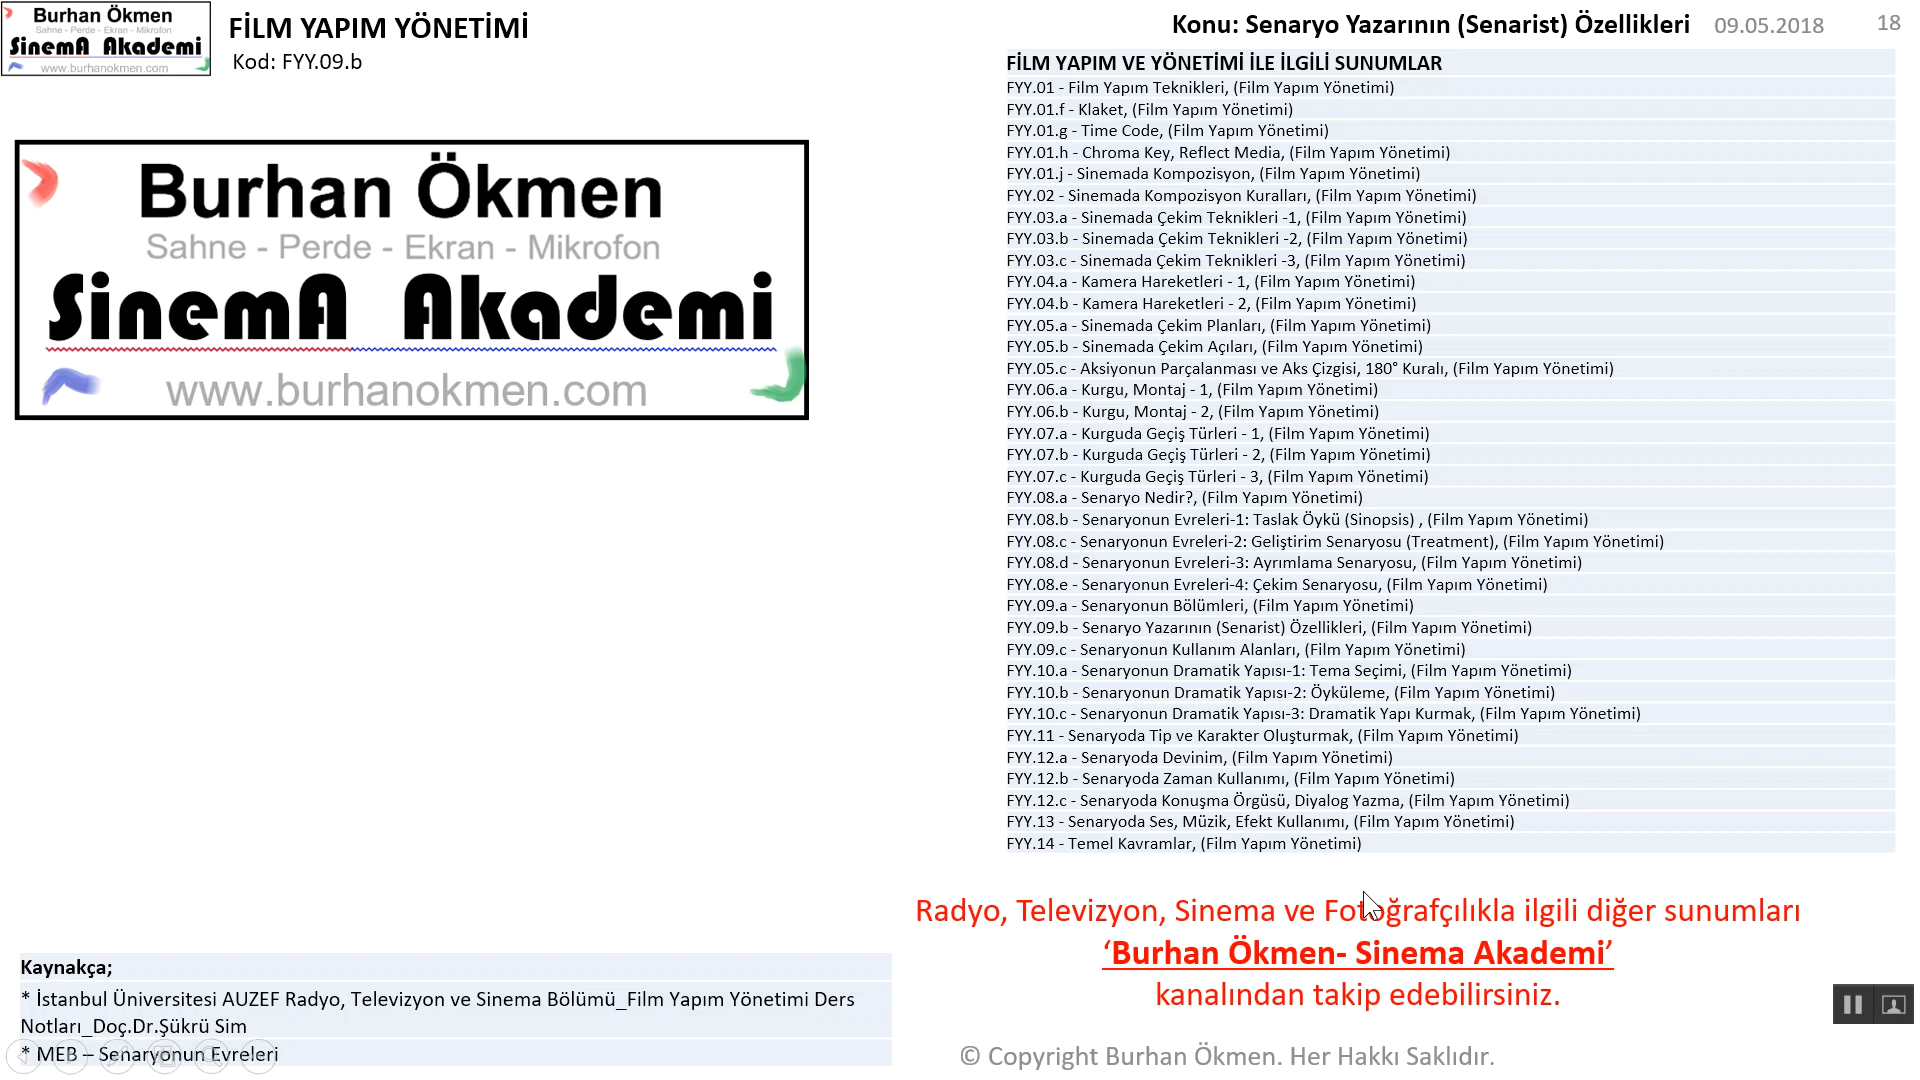 Burhan Ökmen
Sahne - Perde - Ekran - Mikrofon
SinemA Akademi
www.burhanokmen.com
FİLM YAPIM YÖNETİMİ
Kod: FYY.09.b
Konu: Senaryo Yazarının (Senarist) Özellikleri 09.05.2018 18
Burhan Ökmen
Sahne - Perde - Ekran - Mikrofon
SinemA Akademi
www.burhanokmen.com
FİLM YAPIM VE YÖNETİMİ İLE İLGİLİ SUNUMLAR
FYY.01 - Film Yapım Teknikleri, (Film Yapım Yönetimi)
FYY.01.f - Klaket, (Film Yapım Yönetimi)
FYY.01.g - Time Code, (Film Yapım Yönetimi)
FYY.01.h - Chroma Key, Reflect Media, (Film Yapım Yönetimi)
FYY.01.j - Sinemada Kompozisyon, (Film Yapım Yönetimi)
FYY.02 - Sinemada Kompozisyon Kuralları, (Film Yapım Yönetimi)
FYY.03.a - Sinemada Çekim Teknikleri -1, (Film Yapım Yönetimi)
FYY.03.b - Sinemada Çekim Teknikleri -2, (Film Yapım Yönetimi)
FYY.03.c - Sinemada Çekim Teknikleri -3, (Film Yapım Yönetimi)
FYY.04.a - Kamera Hareketleri - 1, (Film Yapım Yönetimi)
FYY.04.b - Kamera Hareketleri - 2, (Film Yapım Yönetimi)
FYY.05.a - Sinemada Çekim Planları, (Film Yapım Yönetimi)
FYY.05.b - Sinemada Çekim Açıları, (Film Yapım Yönetimi)
FYY.05.c - Aksiyonun Parçalanması ve Aks Çizgisi, 180° Kuralı, (Film Yapım Yönetimi)
FYY.06.a - Kurgu, Montaj - 1, (Film Yapım Yönetimi)
FYY.06.b - Kurgu, Montaj - 2, (Film Yapım Yönetimi)
FYY.07.a - Kurguda Geçiş Türleri - 1, (Film Yapım Yönetimi)
FYY.07.b - Kurguda Geçiş Türleri - 2, (Film Yapım Yönetimi)
FYY.07.c - Kurguda Geçiş Türleri - 3, (Film Yapım Yönetimi)
FYY.08.a - Senaryo Nedir?, (Film Yapım Yönetimi)
FYY.08.b - Senaryonun Evreleri-1: Taslak Öykü (Sinopsis) , (Film Yapım Yönetimi)
FYY.08.c - Senaryonun Evreleri-2: Geliştirim Senaryosu (Treatment), (Film Yapım Yönetimi)
FYY.08.d - Senaryonun Evreleri-3: Ayrımlama Senaryosu, (Film Yapım Yönetimi)
FYY.08.e - Senaryonun Evreleri-4: Çekim Senaryosu, (Film Yapım Yönetimi)
FYY.09.a - Senaryonun Bölümleri, (Film Yapım Yönetimi)
FYY.09.b - Senaryo Yazarının (Senarist) Özellikleri, (Film Yapım Yönetimi)
FYY.09.c - Senaryonun Kullanım Alanları, (Film Yapım Yönetimi)
FYY.10.a - Senaryonun Dramatik Yapısı-1: Tema Seçimi, (Film Yapım Yönetimi)
FYY.10.b - Senaryonun Dramatik Yapısı-2: Öyküleme, (Film Yapım Yönetimi)
FYY.10.c - Senaryonun Dramatik Yapısı-3: Dramatik Yapı Kurmak, (Film Yapım Yönetimi)
FYY.11 - Senaryoda Tip ve Karakter Oluşturmak, (Film Yapım Yönetimi)
FYY.12.a - Senaryoda Devinim, (Film Yapım Yönetimi)
FYY.12.b - Senaryoda Zaman Kullanımı, (Film Yapım Yönetimi)
FYY.12.c - Senaryoda Konuşma Örgüsü, Diyalog Yazma, (Film Yapım Yönetimi)
FYY.13 - Senaryoda Ses, Müzik, Efekt Kullanımı, (Film Yapım Yönetimi)
FYY.14 - Temel Kavramlar, (Film Yapım Yönetimi)
Radyo, Televizyon, Sinema ve Fotoğrafçılıkla ilgili diğer sunumları
‘Burhan Ökmen- Sinema Akademi’
kanalından takip edebilirsiniz.
Kaynakça;
* İstanbul Üniversitesi AUZEF Radyo, Televizyon ve Sinema Bölümü_Film Yapım Yönetimi Ders
Notları_Doç.Dr.Şükrü Sim
* MEB – Senaryonun Evreleri
© Copyright Burhan Ökmen. Her Hakkı Saklıdır.